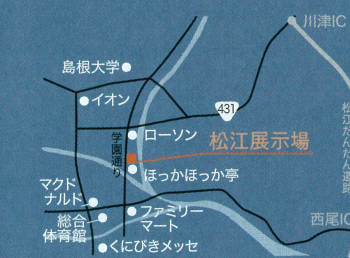 川津IC
島根大学
イオン
431
ローソン
学園通り
松江展示場
松江だんだん道路
ほっかほっか亭
マクド
ナルド
ファミリー
マート
総合
体育館
西尾IC
くにびきメッセ